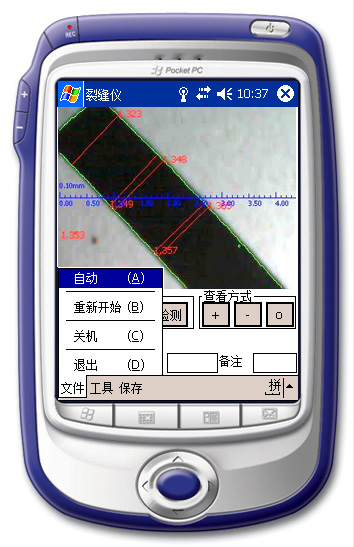 REC
Pocket PC
裂缝仪 10:37
1.323
1.348
0.10mm
0.00 0.50 1.00 1.50 2.00 2.50 3.00 3.50 4.00
1.349
1.353
1.357
自动 (A)
重新开始 (B)
关机 (C)
退出 (D)
检测
查看方式
+ - o
备注
文件 工具 保存 拼